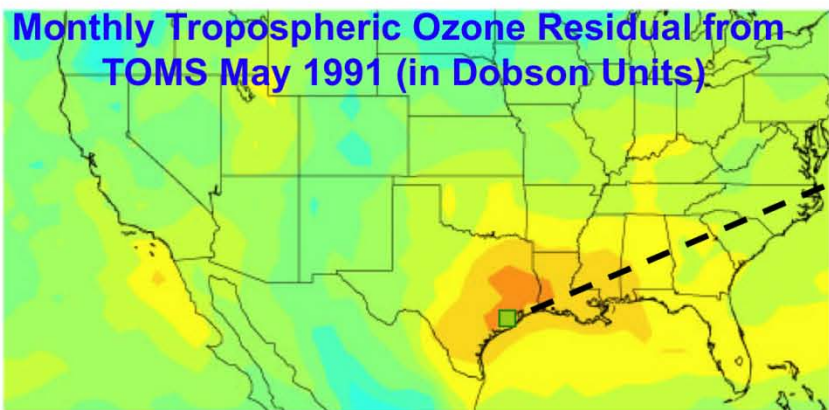 Monthly Tropospheric Ozone Residual from
TOMS May 1991 (in Dobson Units)